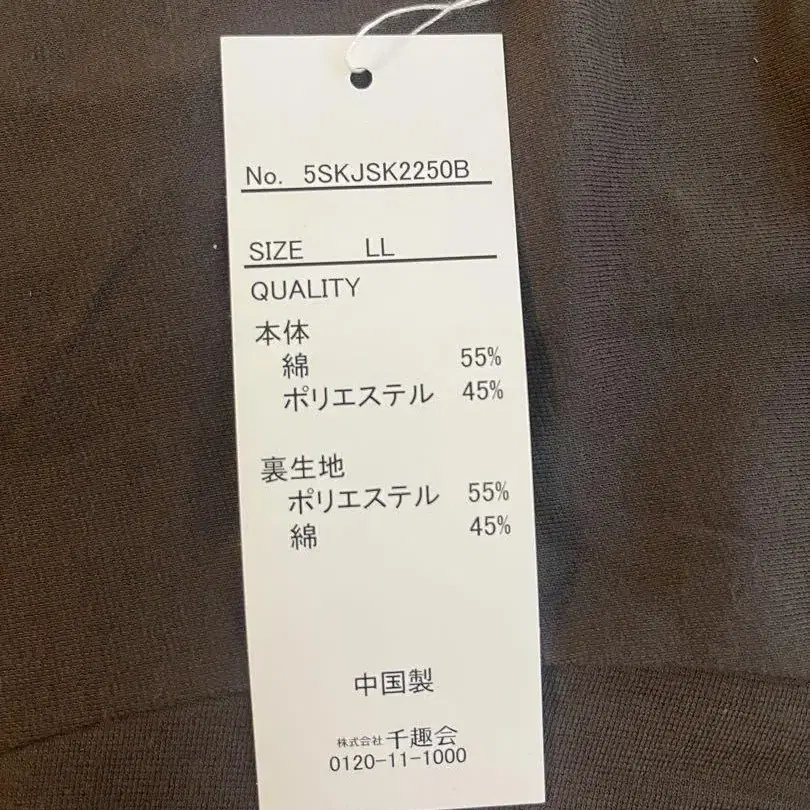 No. 5SKJSK2250B
SIZE LL
QUALITY
本体
綿 55%
ポリエステル 45%
裏生地
ポリエステル 55%
綿 45%
中国製
株式会社 千趣会
0120-11-1000